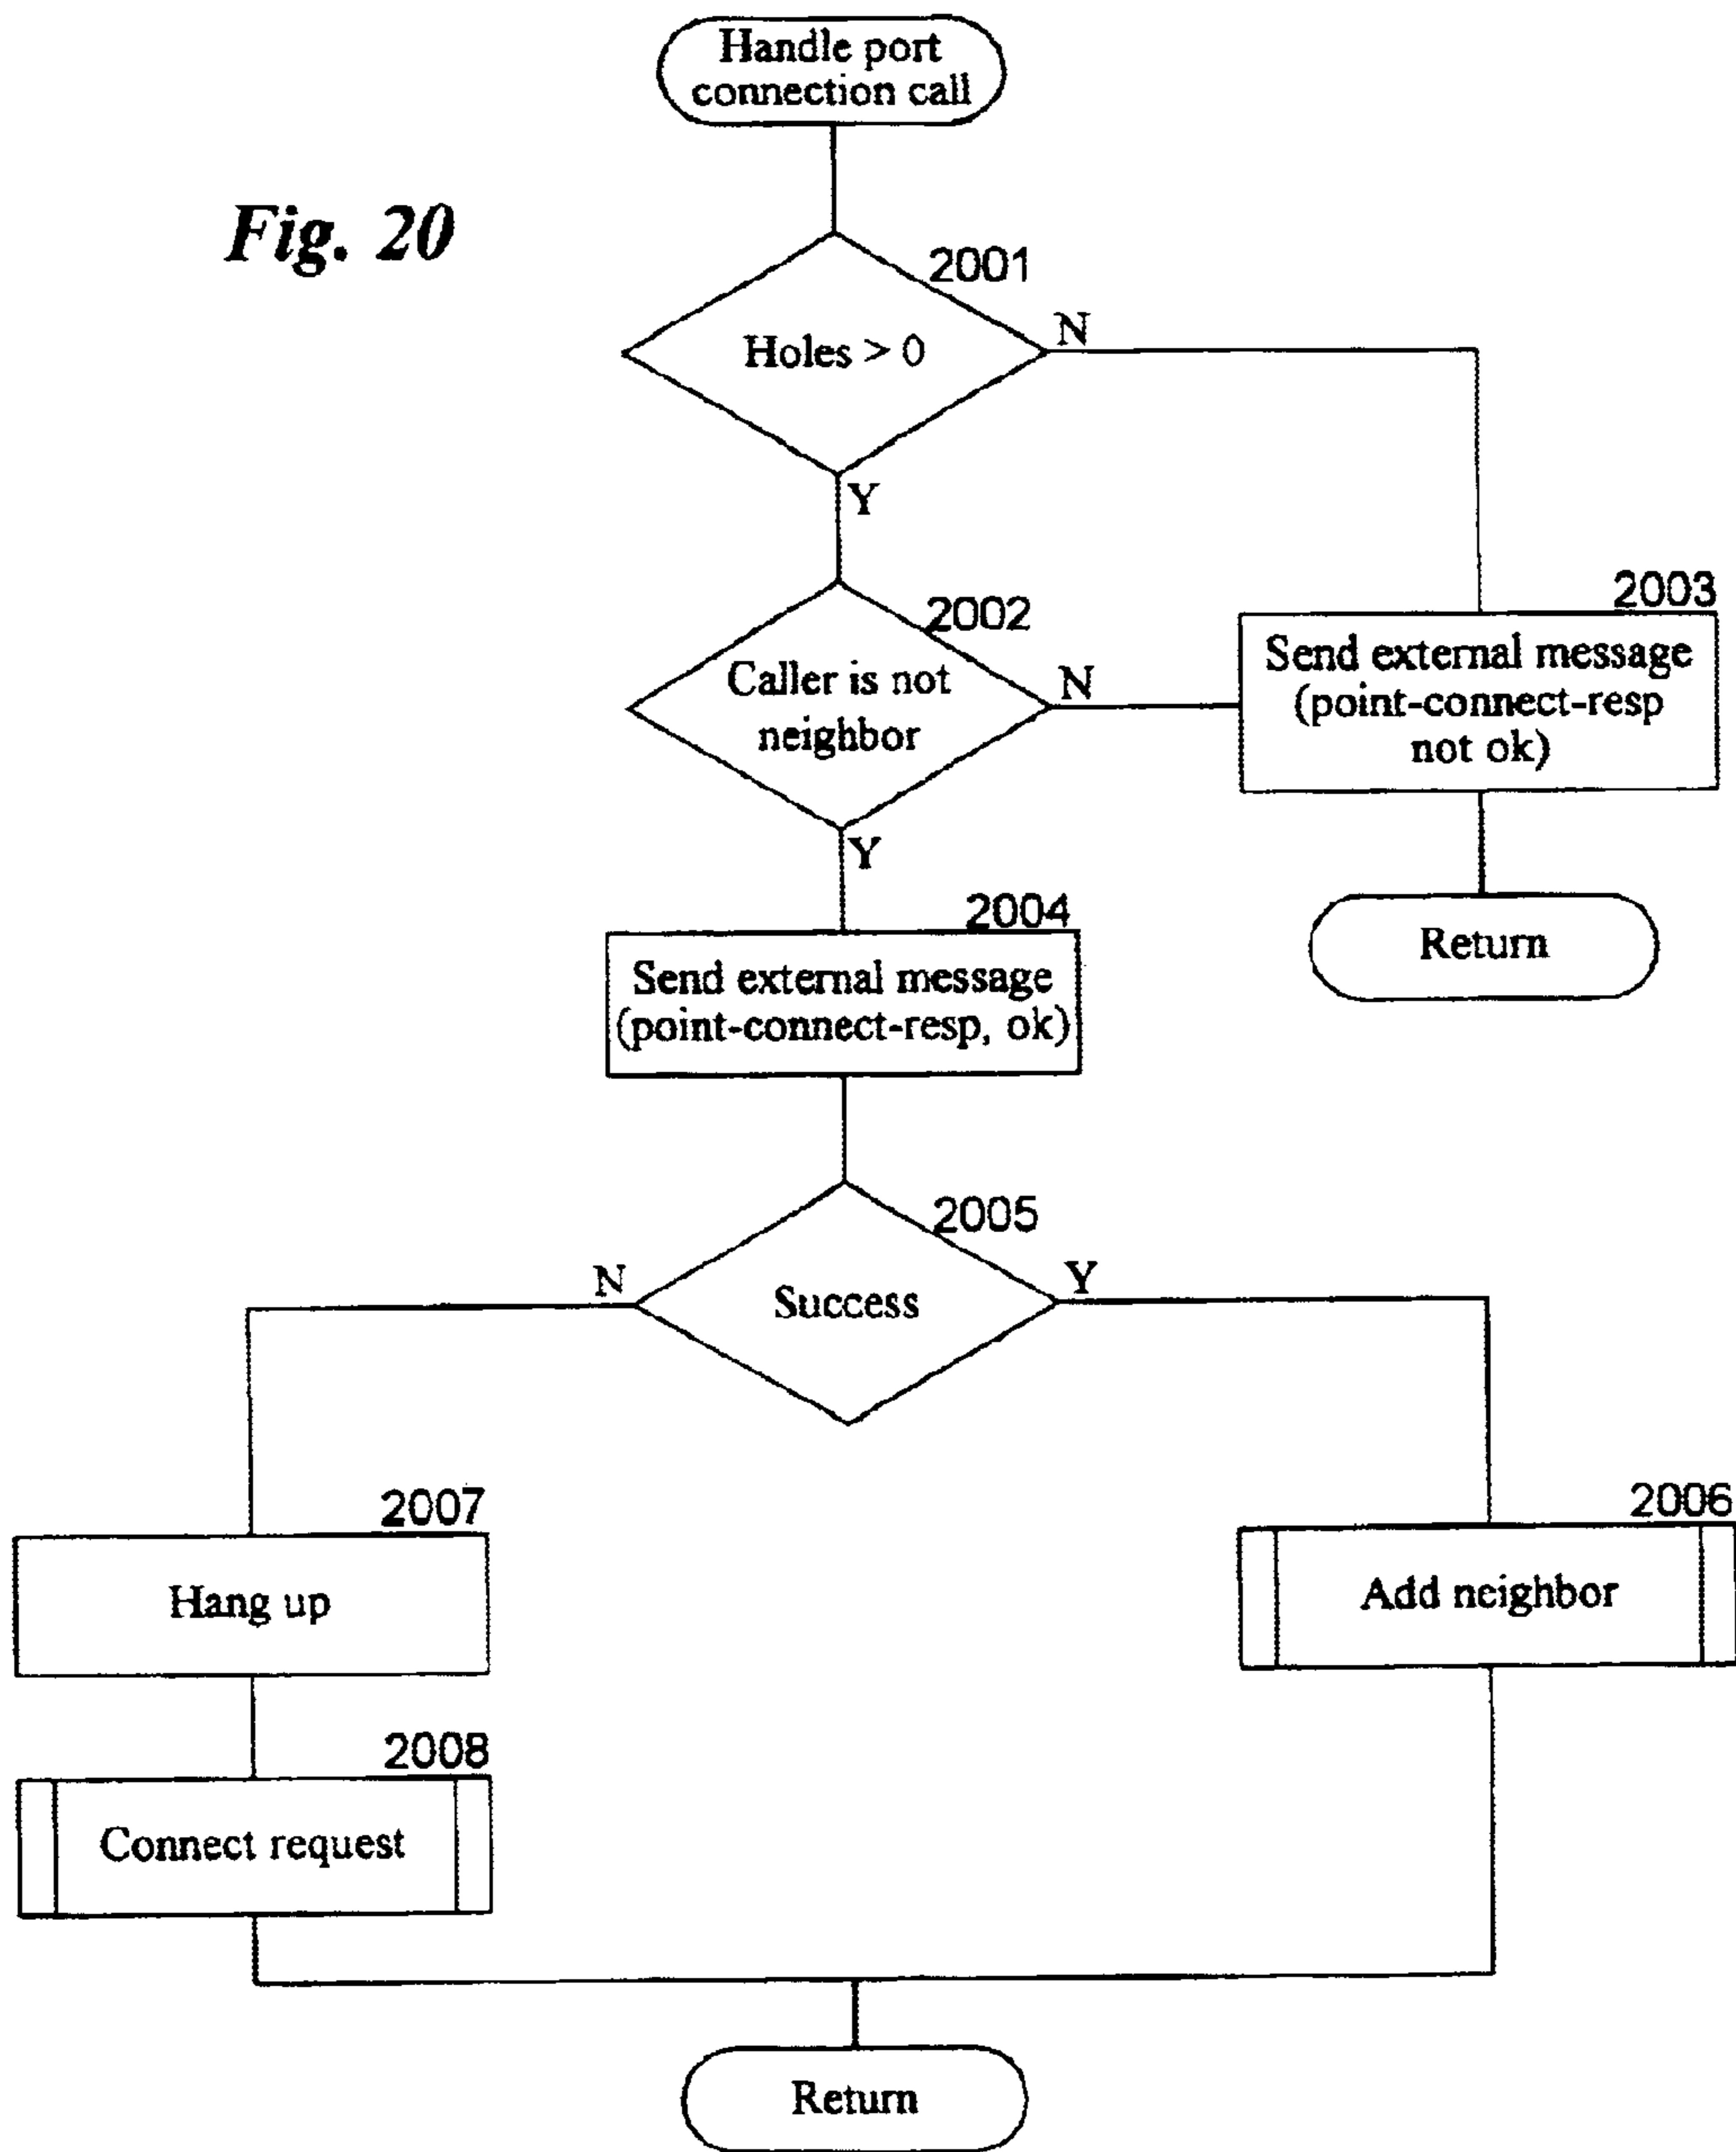 Handle port
connection call
Fig. 20
2001
Holes > 0
N
Y
2002
Caller is not
neighbor
N
Y
2003
Send external message
(point-connect-resp
not ok)
Return
2004
Send external message
(point-connect-resp, ok)
2005
Success
N
Y
2007
Hang up
2006
Add neighbor
2008
Connect request
Return